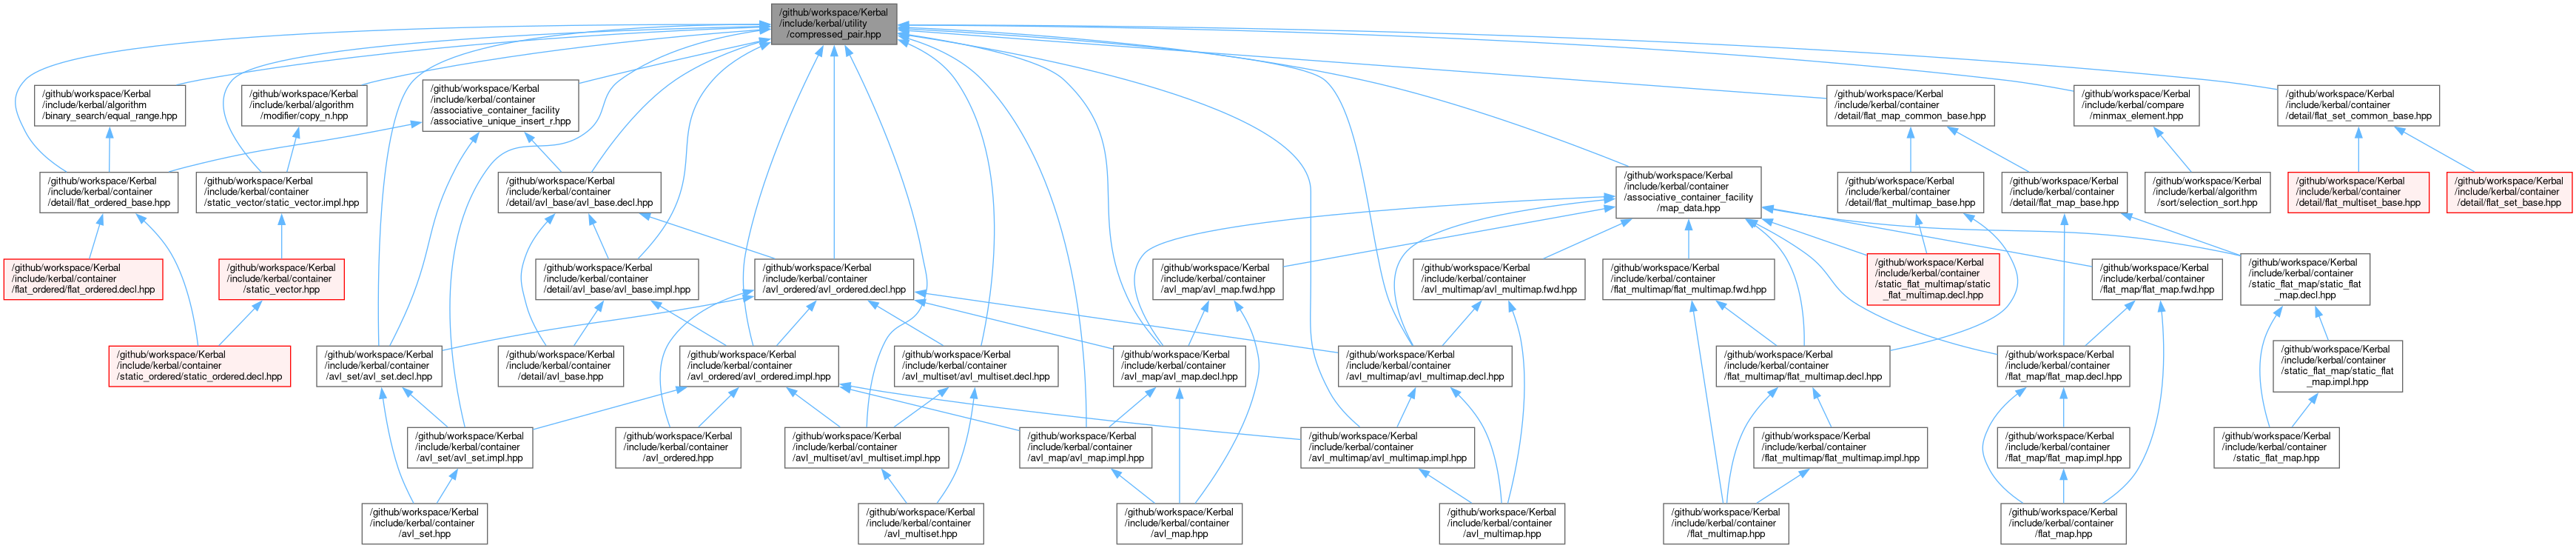 /github/workspace/Kerbal
/include/kerbal/utility
/compressed_pair.hpp
/github/workspace/Kerbal
/include/kerbal/algorithm
/binary_search/equal_range.hpp
/github/workspace/Kerbal
/include/kerbal/algorithm
/modifier/copy_n.hpp
/github/workspace/Kerbal
/include/kerbal/container
/associative_container_facility
/associative_unique_insert_r.hpp
/github/workspace/Kerbal
/include/kerbal/container
/detail/flat_map_common_base.hpp
/github/workspace/Kerbal
/include/kerbal/compare
/minmax_element.hpp
/github/workspace/Kerbal
/include/kerbal/container
/detail/flat_set_common_base.hpp
/github/workspace/Kerbal
/include/kerbal/container
/detail/flat_ordered_base.hpp
/github/workspace/Kerbal
/include/kerbal/container
/static_vector/static_vector.impl.hpp
/github/workspace/Kerbal
/include/kerbal/container
/detail/avl_base/avl_base.decl.hpp
/github/workspace/Kerbal
/include/kerbal/container
/associative_container_facility
/map_data.hpp
/github/workspace/Kerbal
/include/kerbal/container
/detail/flat_multimap_base.hpp
/github/workspace/Kerbal
/include/kerbal/container
/detail/flat_map_base.hpp
/github/workspace/Kerbal
/include/kerbal/algorithm
/sort/selection_sort.hpp
/github/workspace/Kerbal
/include/kerbal/container
/detail/flat_multiset_base.hpp
/github/workspace/Kerbal
/include/kerbal/container
/detail/flat_set_base.hpp
/github/workspace/Kerbal
/include/kerbal/container
/flat_ordered/flat_ordered.decl.hpp
/github/workspace/Kerbal
/include/kerbal/container
/static_vector.hpp
/github/workspace/Kerbal
/include/kerbal/container
/detail/avl_base/avl_base.impl.hpp
/github/workspace/Kerbal
/include/kerbal/container
/avl_ordered/avl_ordered.decl.hpp
/github/workspace/Kerbal
/include/kerbal/container
/avl_map/avl_map.fwd.hpp
/github/workspace/Kerbal
/include/kerbal/container
/avl_multimap/avl_multimap.fwd.hpp
/github/workspace/Kerbal
/include/kerbal/container
/flat_multimap/flat_multimap.fwd.hpp
/github/workspace/Kerbal
/include/kerbal/container
/static_flat_multimap/static
_flat_multimap.decl.hpp
/github/workspace/Kerbal
/include/kerbal/container
/flat_map/flat_map.fwd.hpp
/github/workspace/Kerbal
/include/kerbal/container
/static_flat_map/static_flat
_map.decl.hpp
/github/workspace/Kerbal
/include/kerbal/container
/static_ordered/static_ordered.decl.hpp
/github/workspace/Kerbal
/include/kerbal/container
/avl_set/avl_set.decl.hpp
/github/workspace/Kerbal
/include/kerbal/container
/detail/avl_base.hpp
/github/workspace/Kerbal
/include/kerbal/container
/avl_ordered/avl_ordered.impl.hpp
/github/workspace/Kerbal
/include/kerbal/container
/avl_multiset/avl_multiset.decl.hpp
/github/workspace/Kerbal
/include/kerbal/container
/avl_map/avl_map.decl.hpp
/github/workspace/Kerbal
/include/kerbal/container
/avl_multimap/avl_multimap.decl.hpp
/github/workspace/Kerbal
/include/kerbal/container
/flat_multimap/flat_multimap.decl.hpp
/github/workspace/Kerbal
/include/kerbal/container
/flat_map/flat_map.decl.hpp
/github/workspace/Kerbal
/include/kerbal/container
/static_flat_map/static_flat
_map.impl.hpp
/github/workspace/Kerbal
/include/kerbal/container
/avl_set/avl_set.impl.hpp
/github/workspace/Kerbal
/include/kerbal/container
/avl_ordered.hpp
/github/workspace/Kerbal
/include/kerbal/container
/avl_multiset/avl_multiset.impl.hpp
/github/workspace/Kerbal
/include/kerbal/container
/avl_map/avl_map.impl.hpp
/github/workspace/Kerbal
/include/kerbal/container
/avl_multimap/avl_multimap.impl.hpp
/github/workspace/Kerbal
/include/kerbal/container
/flat_multimap/flat_multimap.impl.hpp
/github/workspace/Kerbal
/include/kerbal/container
/flat_map/flat_map.impl.hpp
/github/workspace/Kerbal
/include/kerbal/container
/static_flat_map.hpp
/github/workspace/Kerbal
/include/kerbal/container
/avl_set.hpp
/github/workspace/Kerbal
/include/kerbal/container
/avl_multiset.hpp
/github/workspace/Kerbal
/include/kerbal/container
/avl_map.hpp
/github/workspace/Kerbal
/include/kerbal/container
/avl_multimap.hpp
/github/workspace/Kerbal
/include/kerbal/container
/flat_multimap.hpp
/github/workspace/Kerbal
/include/kerbal/container
/flat_map.hpp